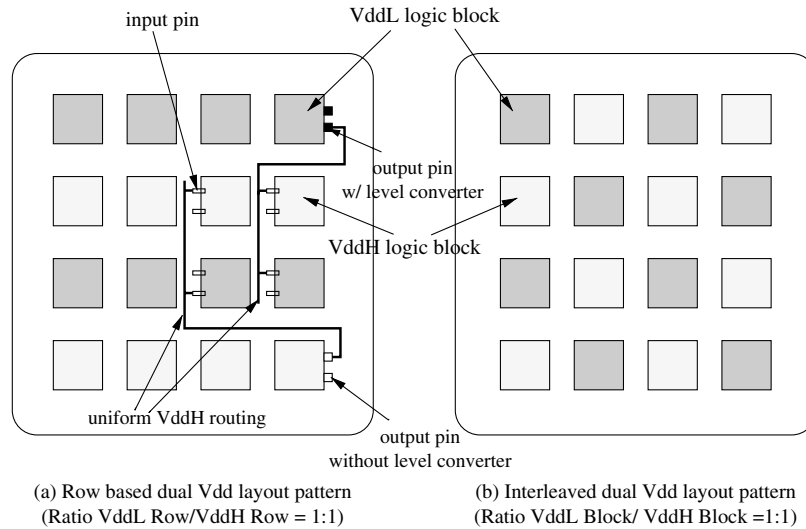 input pin
VddL logic block
output pin
w/ level converter
VddH logic block
uniform VddH routing
output pin
without level converter
(a) Row based dual Vdd layout pattern
(Ratio VddL Row/VddH Row = 1:1)
(b) Interleaved dual Vdd layout pattern
(Ratio VddL Block/ VddH Block =1:1)